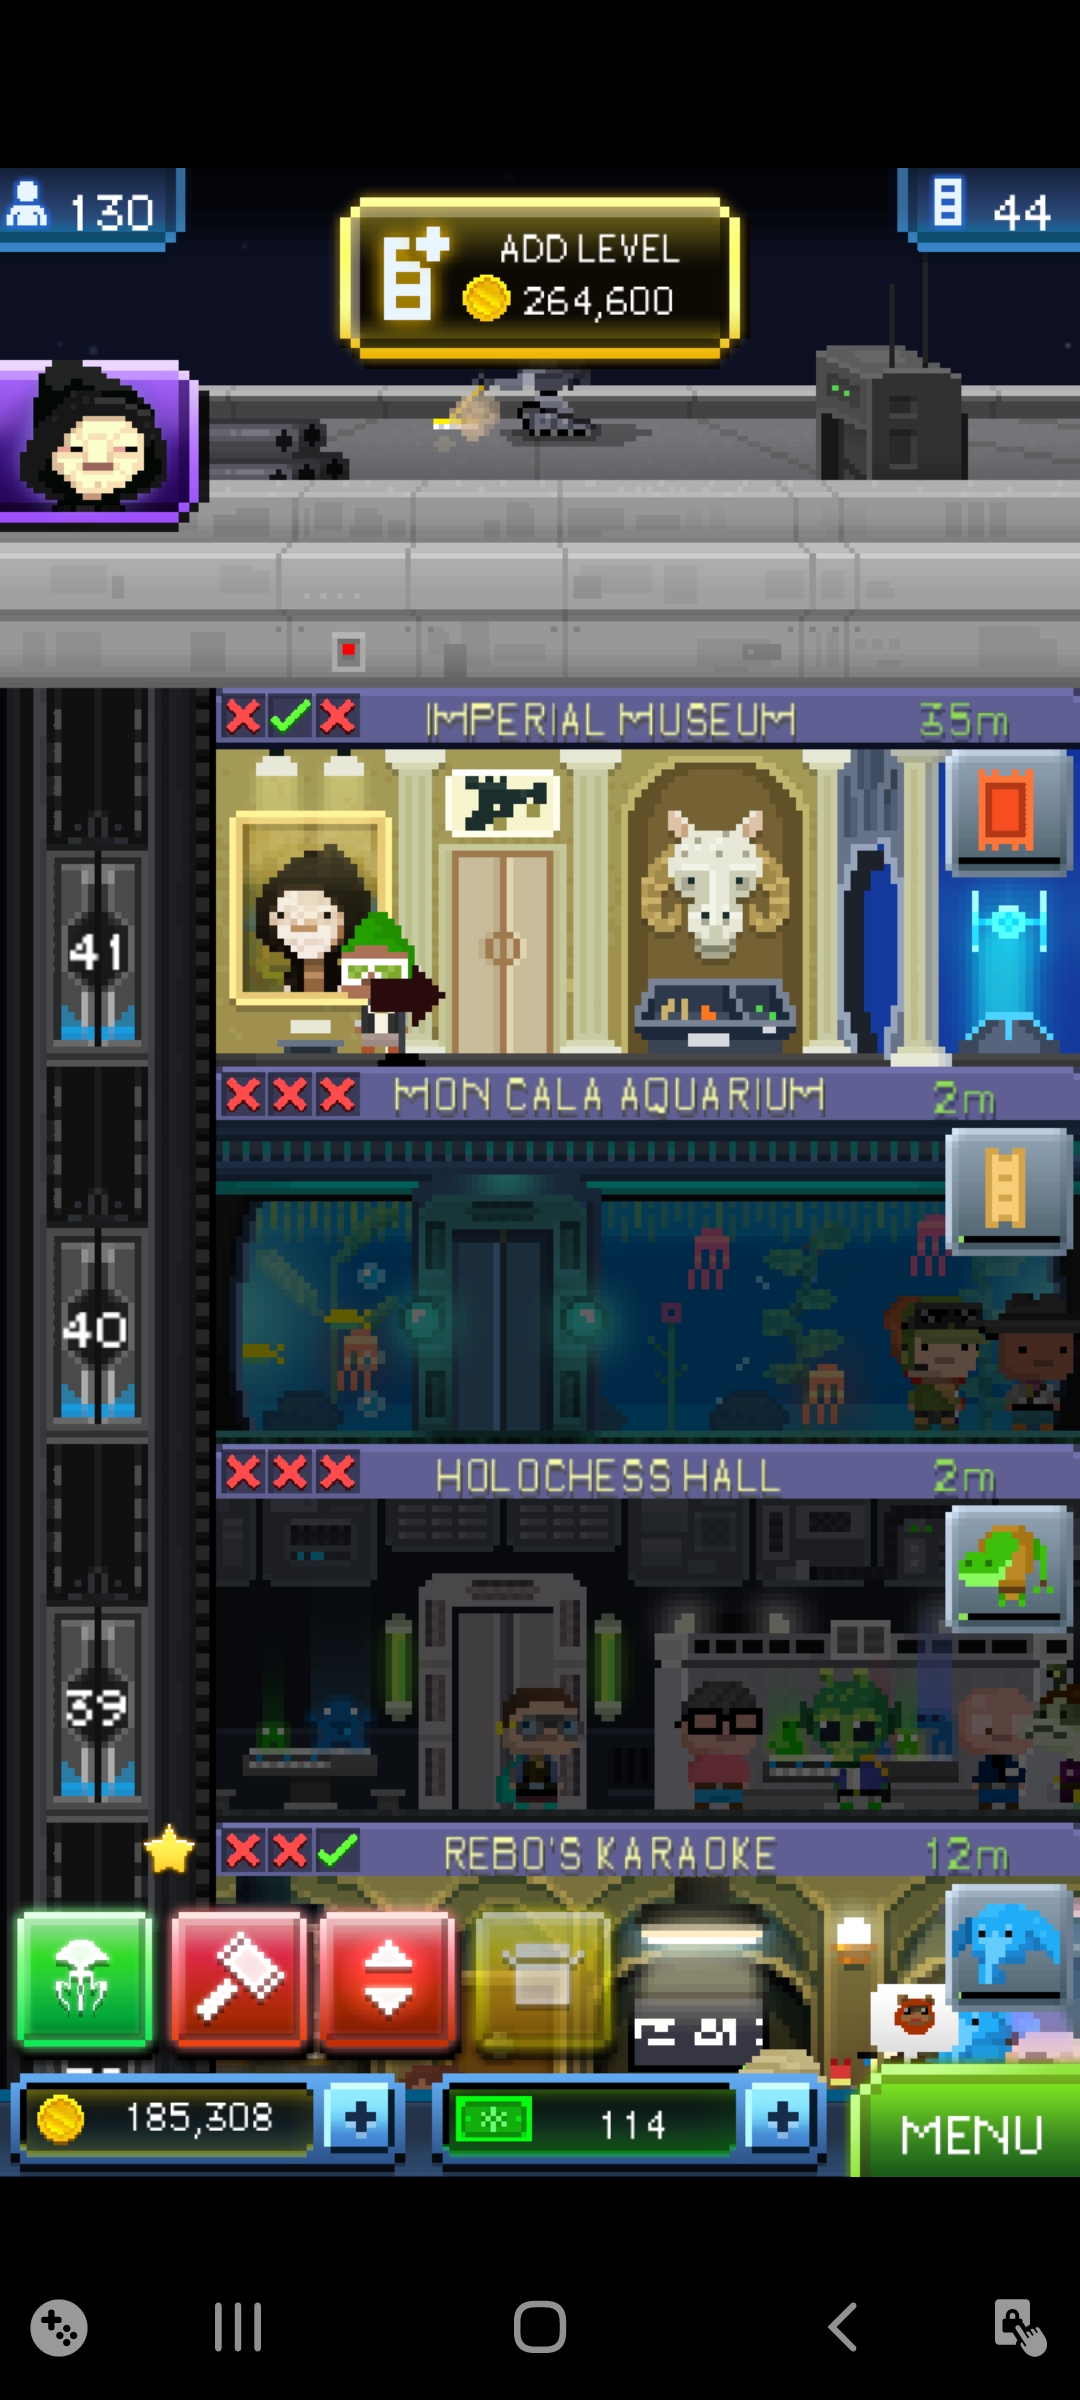 130
ADD LEVEL
264,600
44
IMPERIAL MUSEUM 35m
41
MON CALA AQUARIUM 2m
40
HOLOCHESS HALL 2m
39
REBO'S KARAOKE 12m
185,308
114
MENU